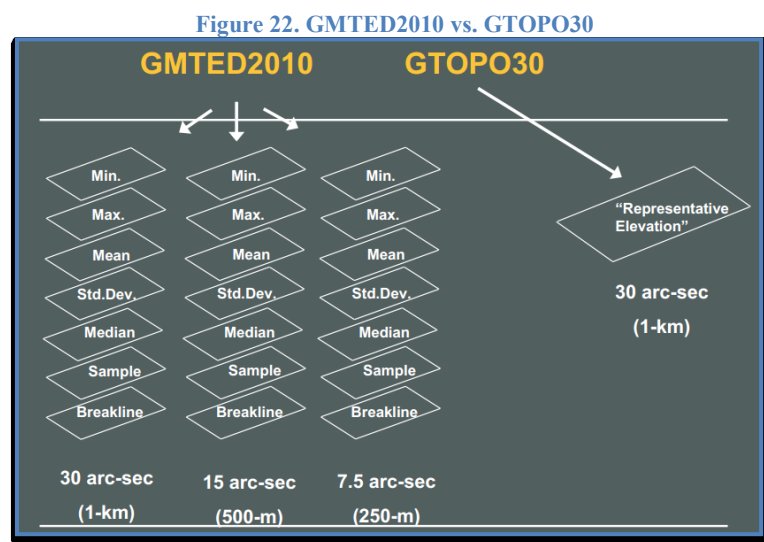 Figure 22. GMTED2010 vs. GTOPO30
GMTED2010
GTOPO30
Min.
Max.
Mean
Std.Dev.
Median
Sample
Breakline
30 arc-sec
(1-km)
Min.
Max.
Mean
Std.Dev.
Median
Sample
Breakline
15 arc-sec
(500-m)
Min.
Max.
Mean
Std.Dev.
Median
Sample
Breakline
7.5 arc-sec
(250-m)
“Representative
Elevation”
30 arc-sec
(1-km)